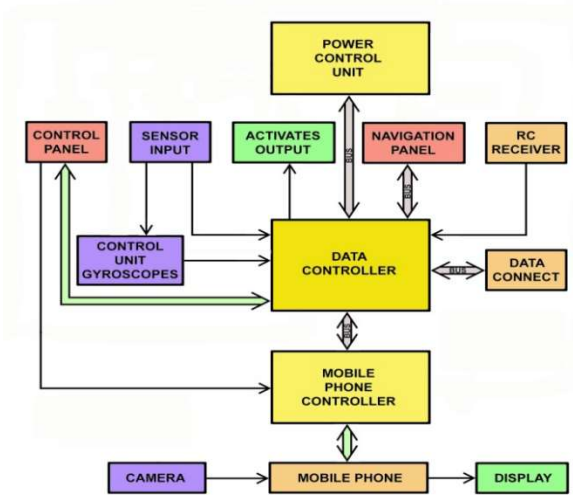 POWER
CONTROL
UNIT
CONTROL
PANEL
SENSOR
INPUT
ACTIVATES
OUTPUT
BUS
NAVIGATION
PANEL
RC
RECEIVER
BUS
CONTROL
UNIT
GYROSCOPES
DATA
CONTROLLER
BUS
DATA
CONNECT
BUS
MOBILE
PHONE
CONTROLLER
CAMERA
MOBILE PHONE
DISPLAY